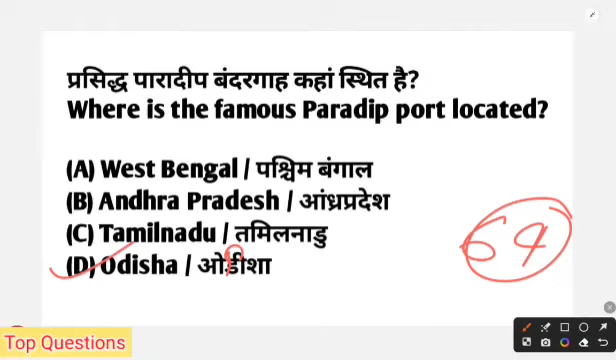 प्रसिद्ध पारादीप बंदरगाह कहां स्थित है?
Where is the famous Paradip port located?
(A) West Bengal / पश्चिम बंगाल
(B) Andhra Pradesh / आंध्रप्रदेश
(C) Tamilnadu / तमिलनाडु
(D) Odisha / ओडीशा
64
Top Questions